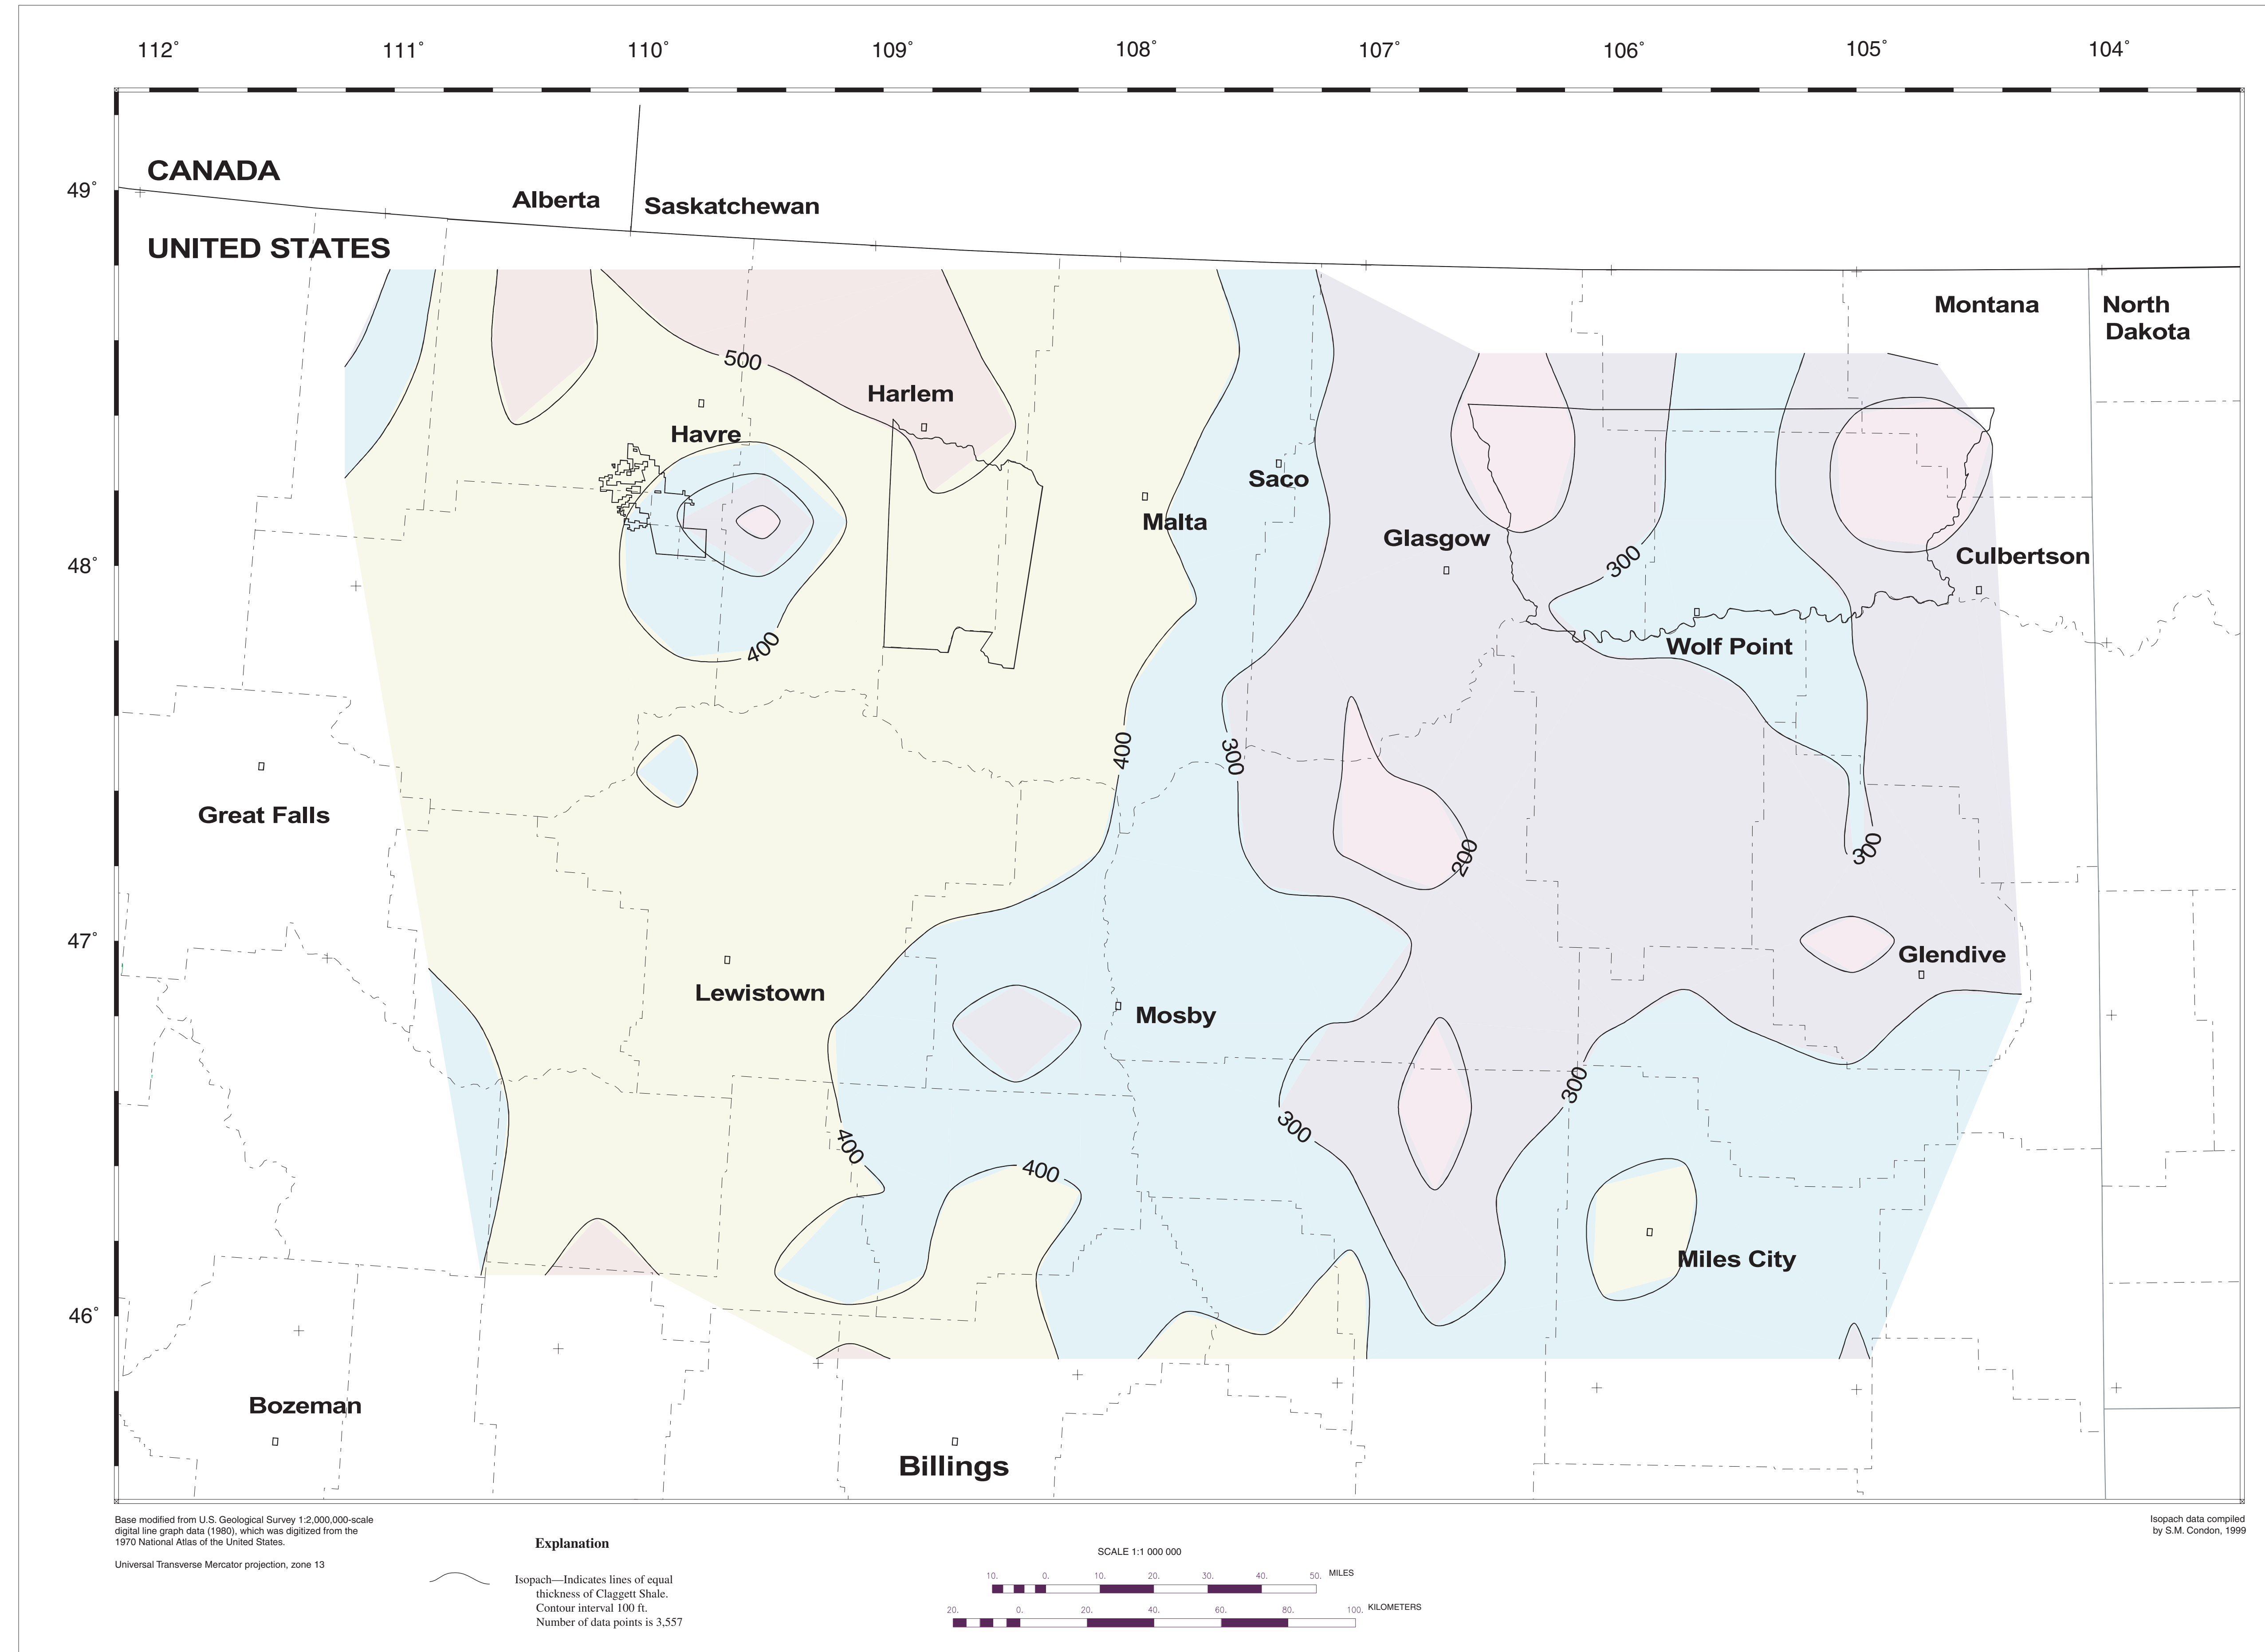 112° 111° 110° 109° 108° 107° 106° 105° 104°
49°
CANADA
Alberta
Saskatchewan
UNITED STATES
Montana
North
Dakota
500
Harlem
Havre
Saco
Malta
Glasgow
48°
300
Culbertson
400
Wolf Point
400
300
Great Falls
200
300
47°
Glendive
Lewistown
Mosby
300
300
400
400
Miles City
46°
Bozeman
Billings
Base modified from U.S. Geological Survey 1:2,000,000-scale
digital line graph data (1980), which was digitized from the
1970 National Atlas of the United States.
Universal Transverse Mercator projection, zone 13
Explanation
Isopach—Indicates lines of equal
thickness of Claggett Shale.
Contour interval 100 ft.
Number of data points is 3,557
SCALE 1:1 000 000
10. 0. 10. 20. 30. 40. 50. MILES
20. 0. 20. 40. 60. 80. 100. KILOMETERS
Isopach data compiled
by S.M. Condon, 1999